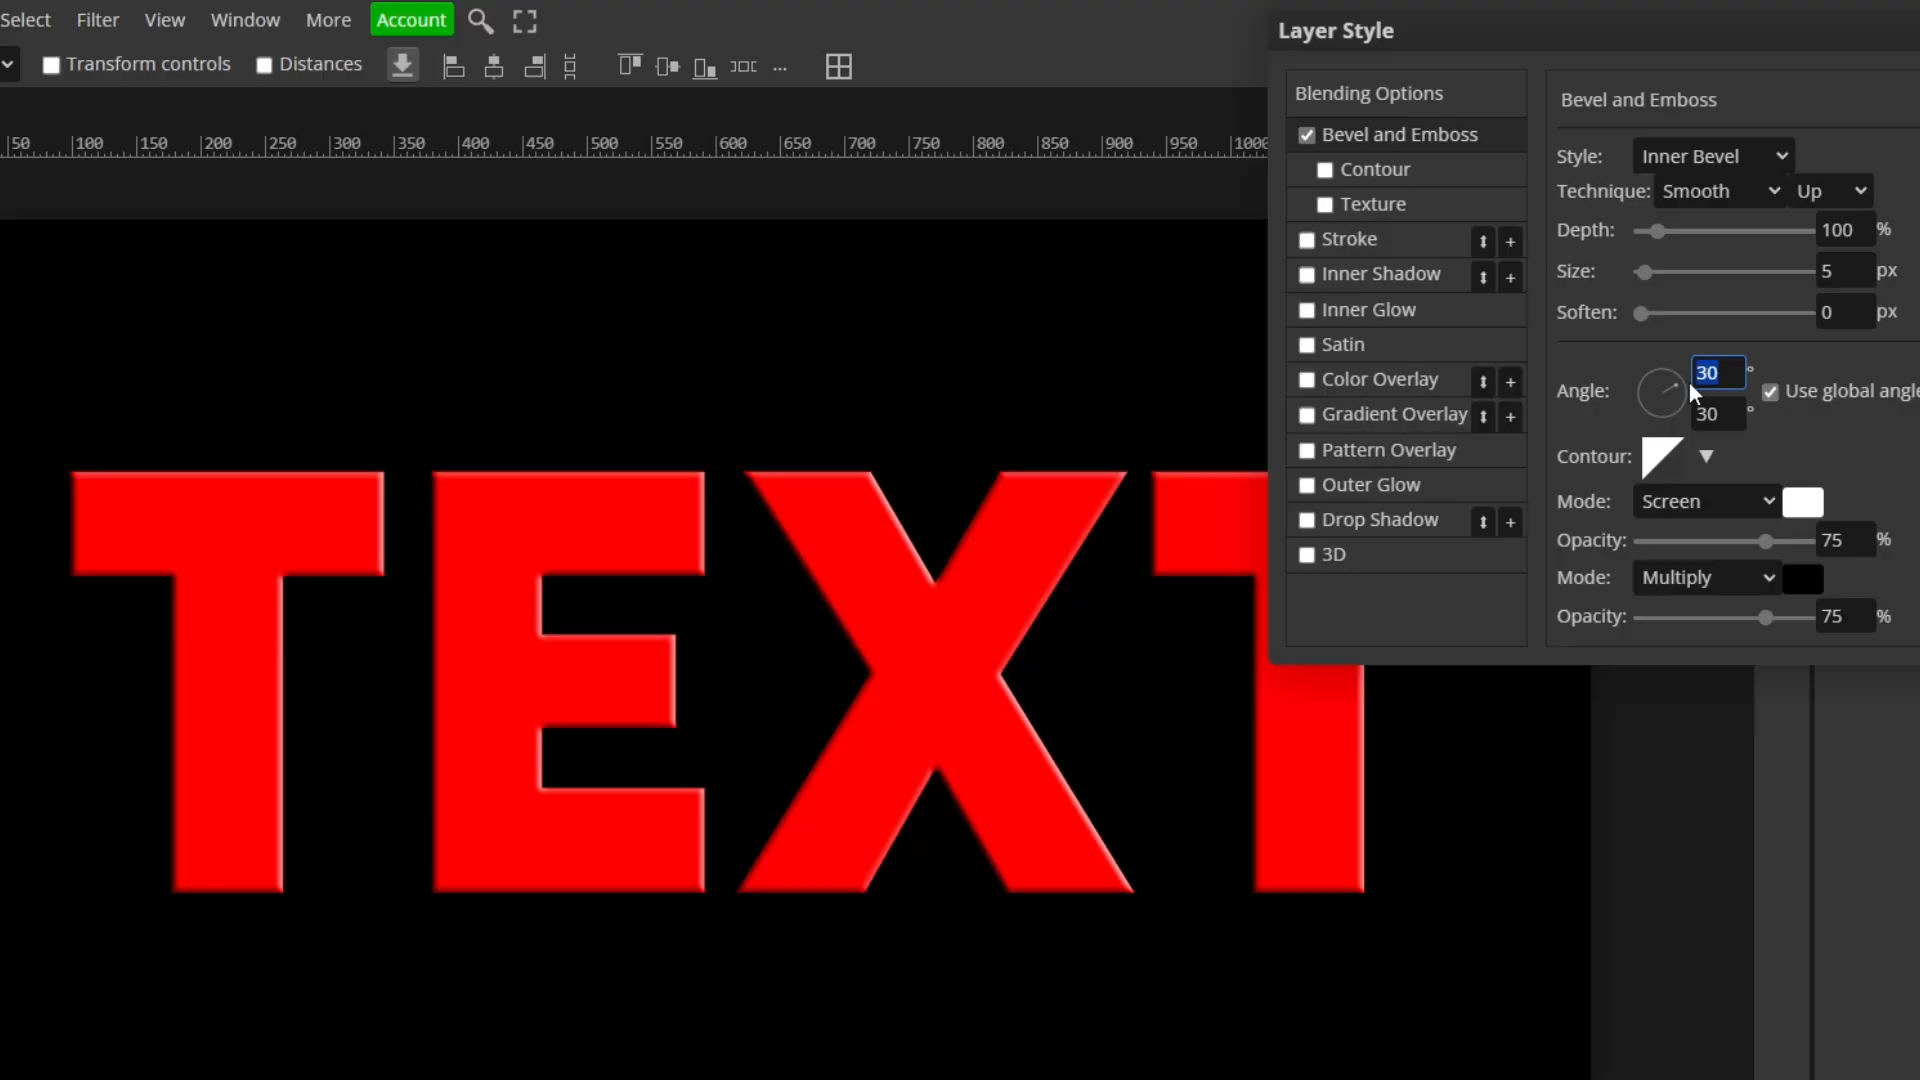 Select Filter View Window More Account
Transform controls Distances ...
50 100 150 200 250 300 350 400 450 500 550 600 650 700 750 800 850 900 950 1000
TEXT
Layer Style
Blending Options
Bevel and Emboss
Contour
Texture
Stroke +
Inner Shadow +
Inner Glow
Satin
Color Overlay +
Gradient Overlay +
Pattern Overlay
Outer Glow
Drop Shadow +
3D
Bevel and Emboss
Style: Inner Bevel
Technique: Smooth Up
Depth: 100 %
Size: 5 px
Soften: 0 px
Angle: 30 ° Use global angle
30 °
Contour:
Mode: Screen
Opacity: 75 %
Mode: Multiply
Opacity: 75 %